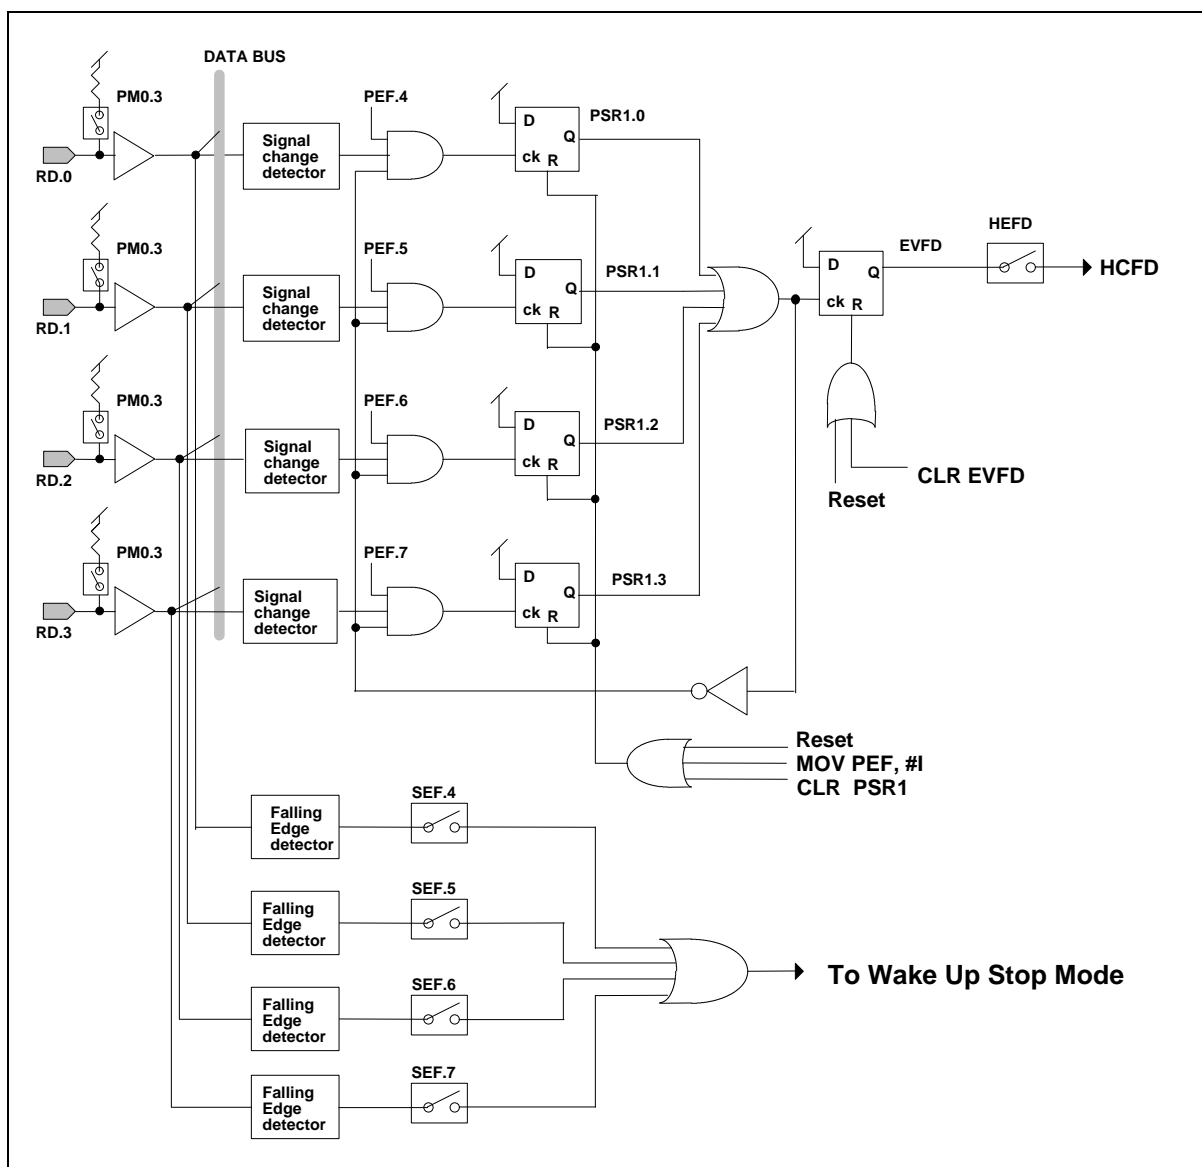 DATA BUS
PM0.3
PEF.4
PSR1.0
D
Q
ck
R
Signal
change
detector
RD.0
PM0.3
PEF.5
PSR1.1
D
Q
ck
R
Signal
change
detector
RD.1
HEFD
EVFD
D
Q
ck
R
HCFD
PM0.3
PEF.6
PSR1.2
D
Q
ck
R
Signal
change
detector
RD.2
CLR EVFD
Reset
PM0.3
PEF.7
PSR1.3
D
Q
ck
R
Signal
change
detector
RD.3
Reset
MOV PEF, #I
CLR PSR1
SEF.4
Falling
Edge
detector
SEF.5
Falling
Edge
detector
To Wake Up Stop Mode
SEF.6
Falling
Edge
detector
SEF.7
Falling
Edge
detector